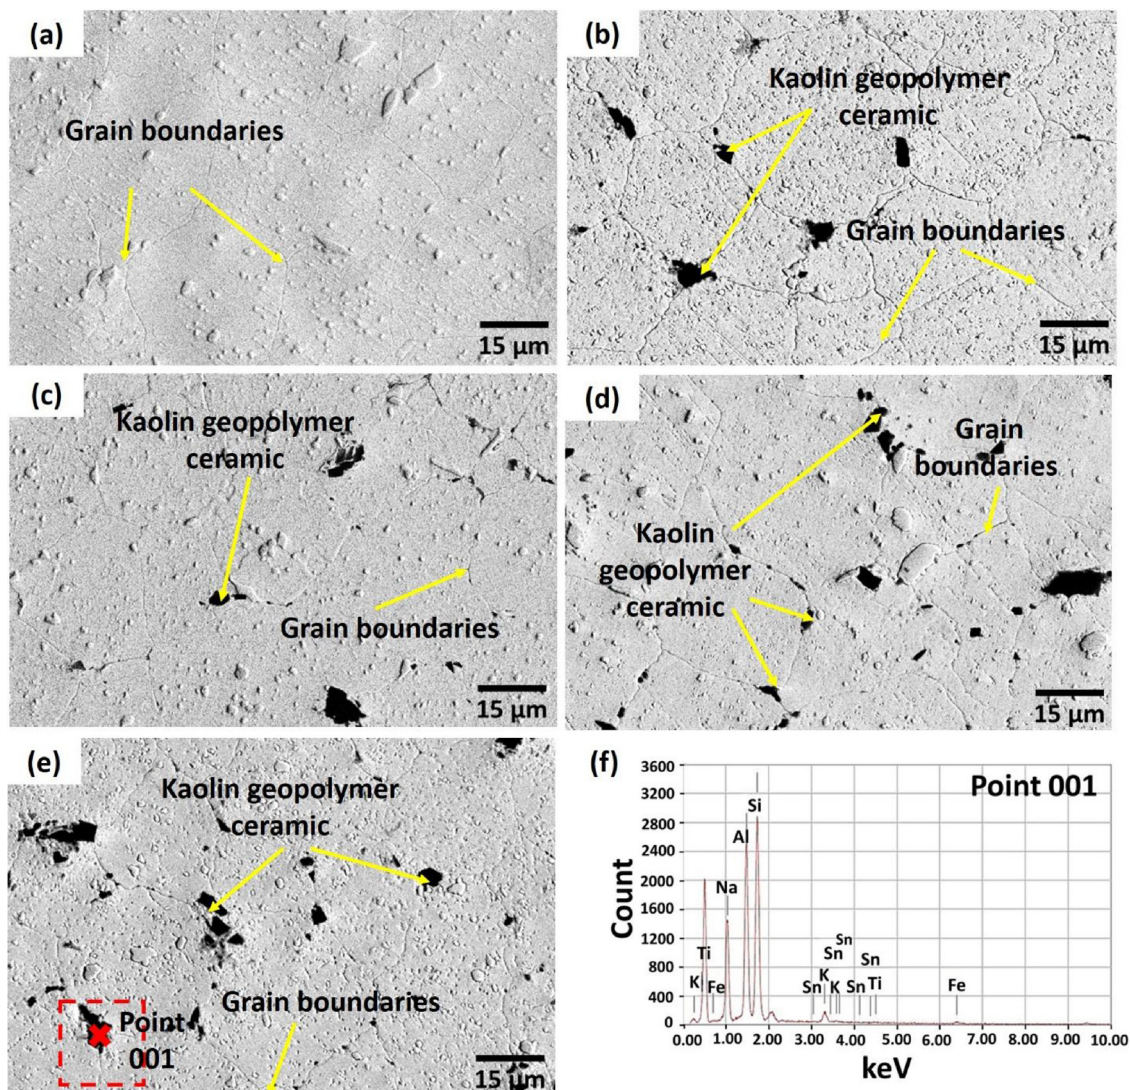 (a)
Grain boundaries
15 μm
(b)
Kaolin geopolymer
ceramic
Grain boundaries
15 μm
(c)
Kaolin geopolymer
ceramic
Grain boundaries
15 μm
(d)
Grain
boundaries
Kaolin
geopolymer
ceramic
15 μm
(e)
Kaolin geopolymer
ceramic
Grain boundaries
Point
001
15 μm
(f)
Point 001
Count
3600
3200
2800
2400
2000
1600
1200
800
400
0
Si
Al
Na
Ti
K
Fe
Sn
Sn
Sn
K
K
Sn
Sn
Ti
Fe
0.00 1.00 2.00 3.00 4.00 5.00 6.00 7.00 8.00 9.00 10.00
keV